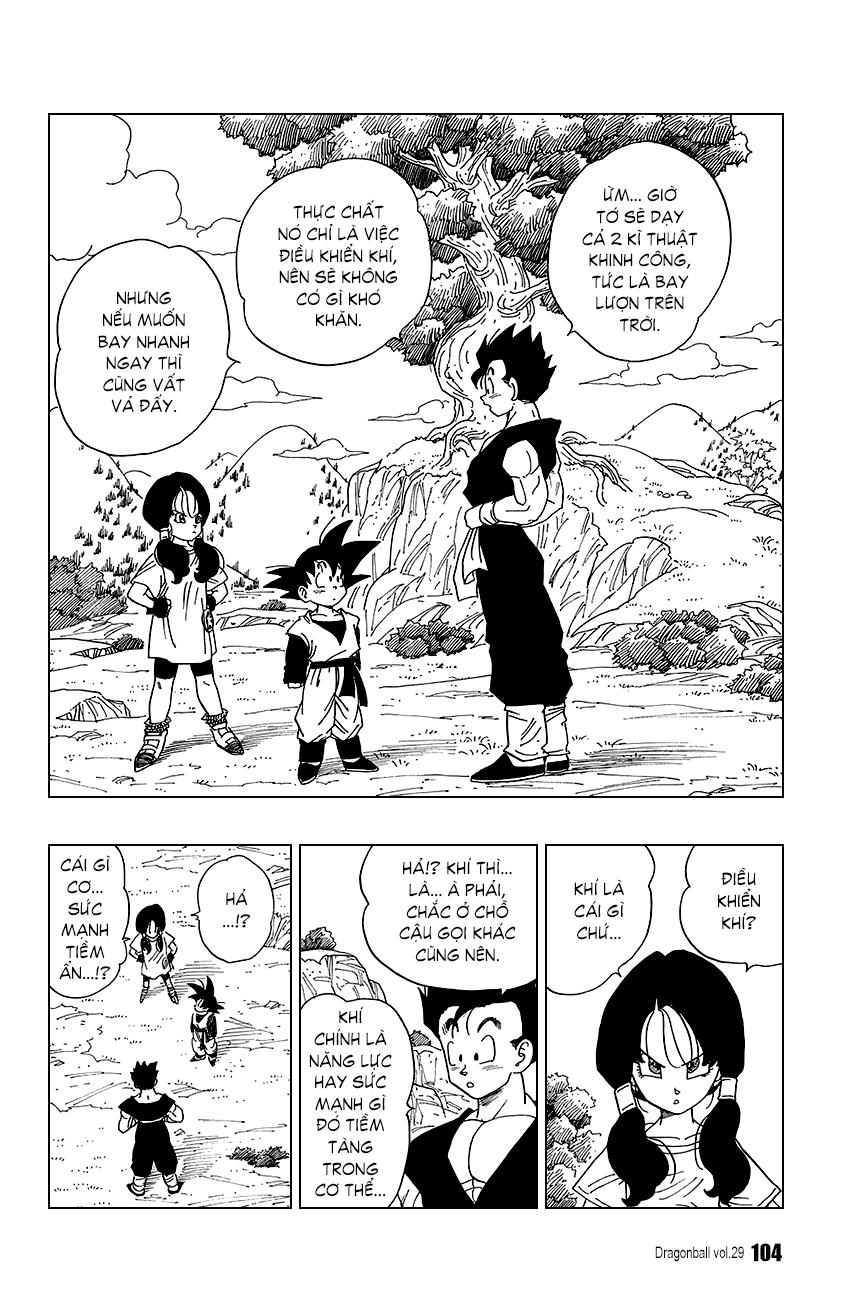 ỪM... GIỜ
TỚ SẼ DẠY
CẢ 2 KĨ THUẬT
KHINH CÔNG,
TỨC LÀ BAY
LƯỢN TRÊN
TRỜI.
THỰC CHẤT
NÓ CHỈ LÀ VIỆC
ĐIỀU KHIỂN KHÍ,
NÊN SẼ KHÔNG
CÓ GÌ KHÓ
KHĂN.
NHƯNG
NẾU MUỐN
BAY NHANH
NGAY THÌ
CŨNG VẤT
VẢ ĐẤY.
ĐIỀU
KHIỂN
KHÍ?
KHÍ LÀ
CÁI GÌ
CHỨ...
HẢ!? KHÍ THÌ...
LÀ... À PHẢI,
CHẮC Ở CHỖ
CẬU GỌI KHÁC
CŨNG NÊN.
KHÍ
CHÍNH LÀ
NĂNG LỰC
HAY SỨC
MẠNH GÌ
ĐÓ TIỀM
TÀNG
TRONG
CƠ THỂ...
HẢ
...!?
CÁI GÌ
CƠ...
SỨC
MẠNH
TIỀM
ẨN...!?
Dragonball vol.29 104